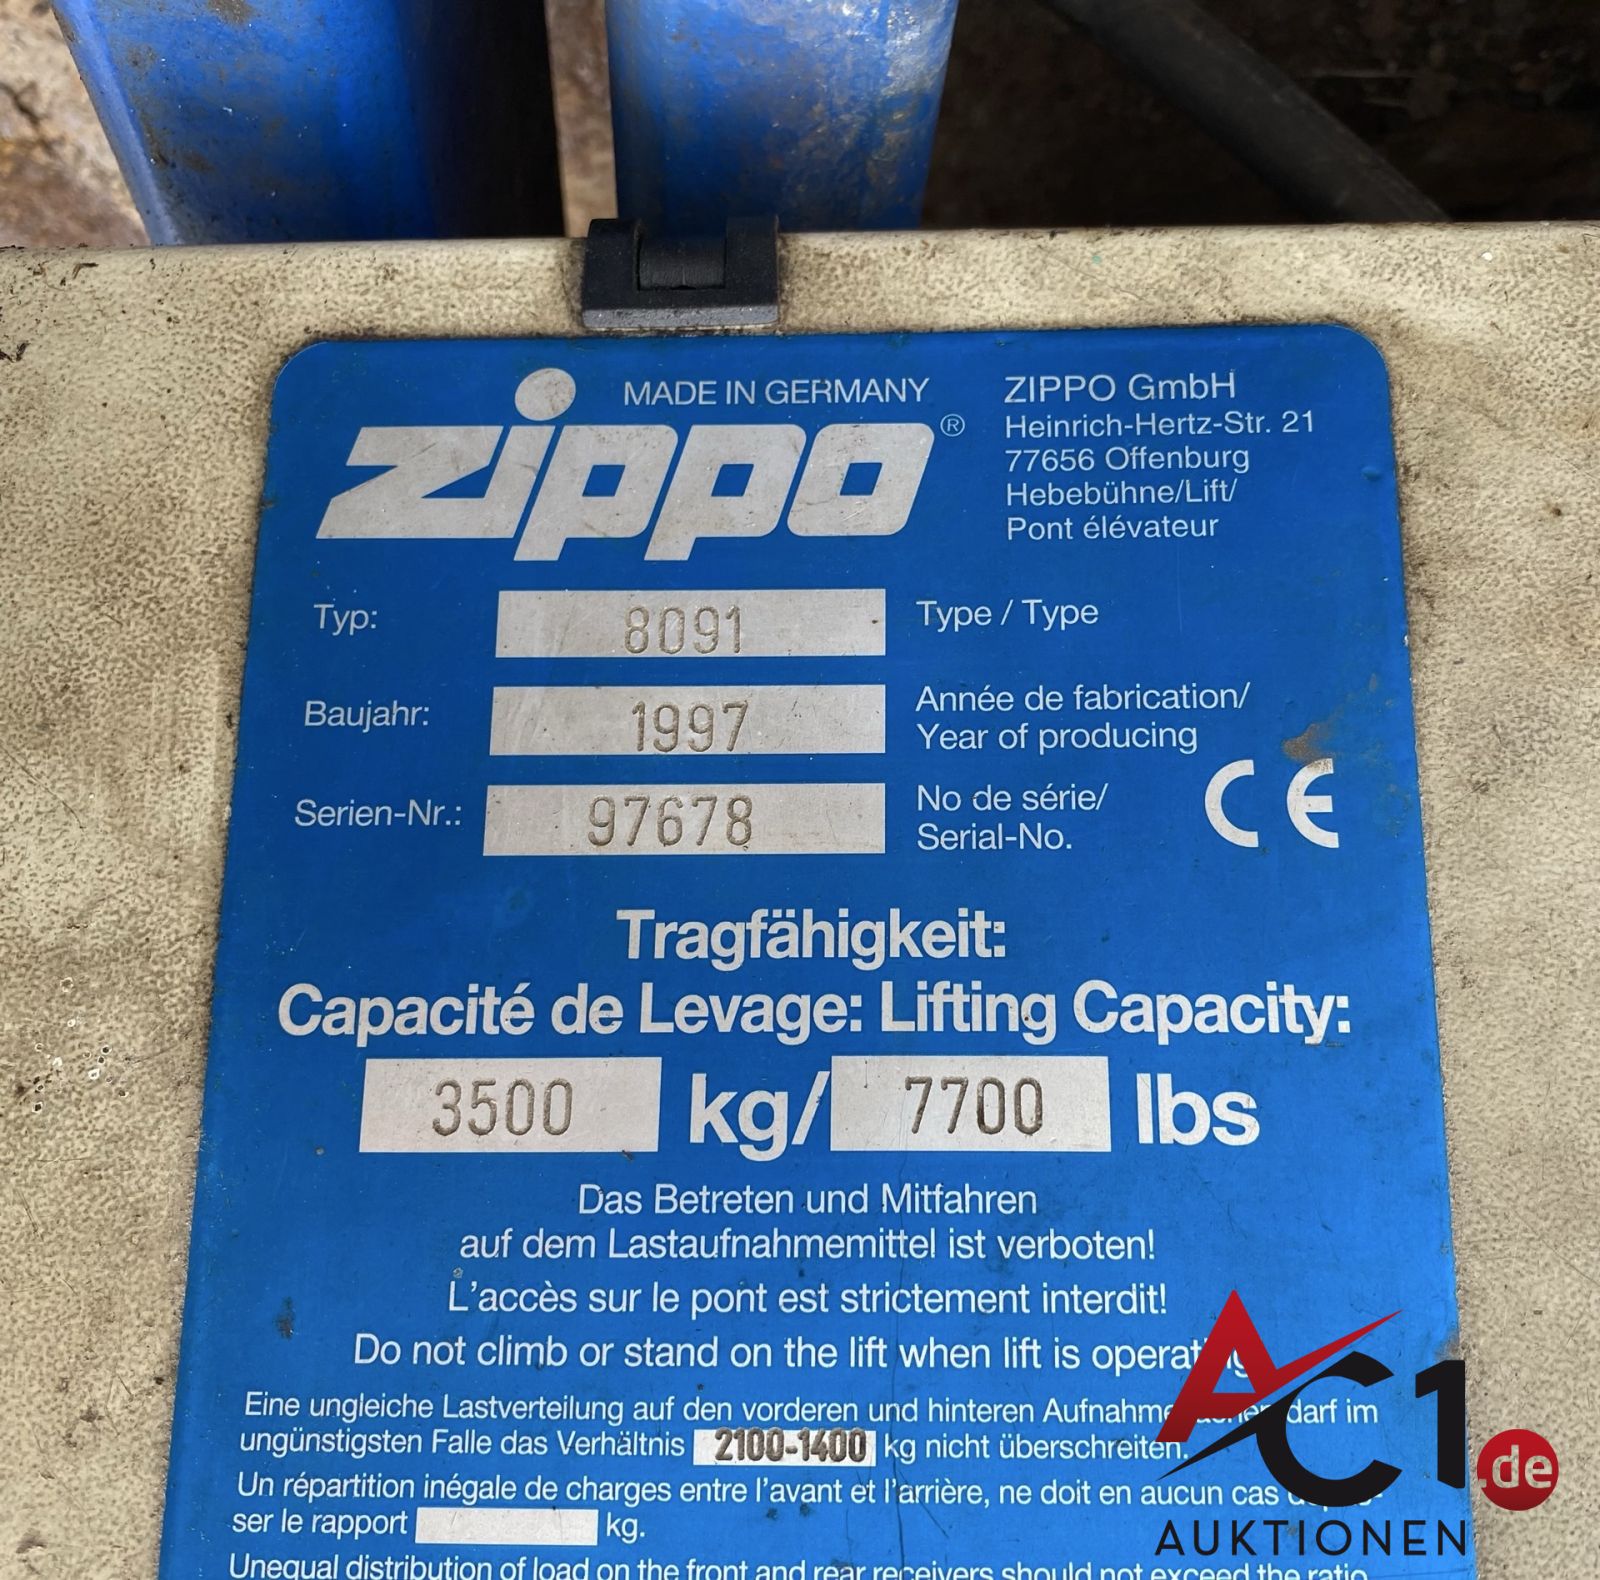 MADE IN GERMANY
zippo®
ZIPPO GmbH
Heinrich-Hertz-Str. 21
77656 Offenburg
Hebebühne/Lift/
Pont élévateur
Typ: 8091 Type / Type
Baujahr: 1997 Année de fabrication/
Year of producing
Serien-Nr.: 97678 No de série/
Serial-No.
CE
Tragfähigkeit:
Capacité de Levage: Lifting Capacity:
3500 kg/ 7700 lbs
Das Betreten und Mitfahren
auf dem Lastaufnahmemittel ist verboten!
L'accès sur le pont est strictement interdit!
Do not climb or stand on the lift when lift is
Eine ungleiche Lastverteilung auf den vorderen und hinteren darf im
ungünstigsten Falle das Verhältnis 2100-1400 kg nicht überschreiten.
Un répartition inégale de charges entre l'avant et l'arrière, ne doit en aucun cas
ser le rapport kg.
Unequal distribution of load on the front and rear receivers should not exceed the ratio
AC1.de
AUKTIONEN